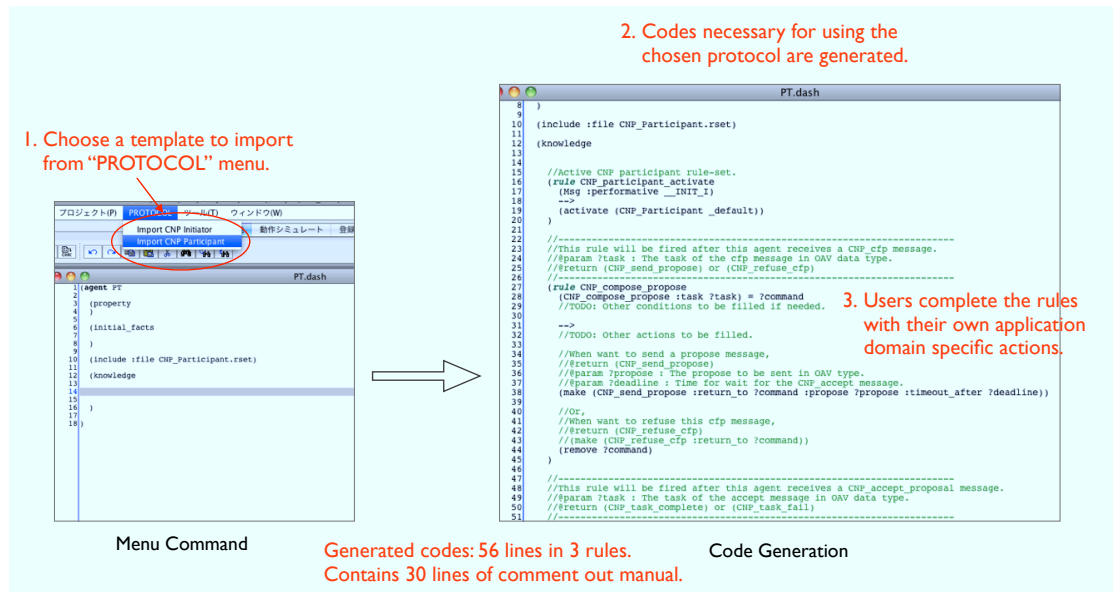 2. Codes necessary for using the
chosen protocol are generated.
1. Choose a template to import
from “PROTOCOL” menu.
プロジェクト(P) PROTOCOL ツール(T) ウィンドウ(W)
Import CNP Initiator
Import CNP Participant
動作シミュレート 登録
PT.dash
1 (agent PT
2
3 (property
4 )
5
6 (initial_facts
7
8 )
9
10 (include :file CNP_Participant.rset)
11
12 (knowledge
13
14
15
16 )
17
18 )
Menu Command
PT.dash
8 )
9
10 (include :file CNP_Participant.rset)
11
12 (knowledge
13
14
15 //Active CNP participant rule-set.
16 (rule CNP_participant_activate
17 (Msg :performative __INIT_I)
18 -->
19 (activate (CNP_Participant _default))
20 )
21
22 //----------------------------------------------------------------------
23 //This rule will be fired after this agent receives a CNP_cfp message.
24 //@param ?task : The task of the cfp message in OAV data type.
25 //@return (CNP_send_propose) or (CNP_refuse_cfp)
26 //----------------------------------------------------------------------
27 (rule CNP_compose_propose
28 (CNP_compose_propose :task ?task) = ?command
29 //TODO: Other conditions to be filled if needed.
30
31 -->
32 //TODO: Other actions to be filled.
33
34 //When want to send a propose message,
35 //@return (CNP_send_propose)
36 //@param ?propose : The propose to be sent in OAV type.
37 //@param ?deadline : Time for wait for the CNP_accept message.
38 (make (CNP_send_propose :return_to ?command :propose ?propose :timeout_after ?deadline))
39
40 //Or,
41 //When want to refuse this cfp message,
42 //@return (CNP_refuse_cfp)
43 //(make (CNP_refuse_cfp :return_to ?command))
44 (remove ?command)
45 )
46
47 //----------------------------------------------------------------------
48 //This rule will be fired after this agent receives a CNP_accept_proposal message.
49 //@param ?task : The task of the accept message in OAV data type.
50 //@return (CNP_task_complete) or (CNP_task_fail)
51 //----------------------------------------------------------------------
3. Users complete the rules
with their own application
domain specific actions.
Code Generation
Generated codes: 56 lines in 3 rules.
Contains 30 lines of comment out manual.